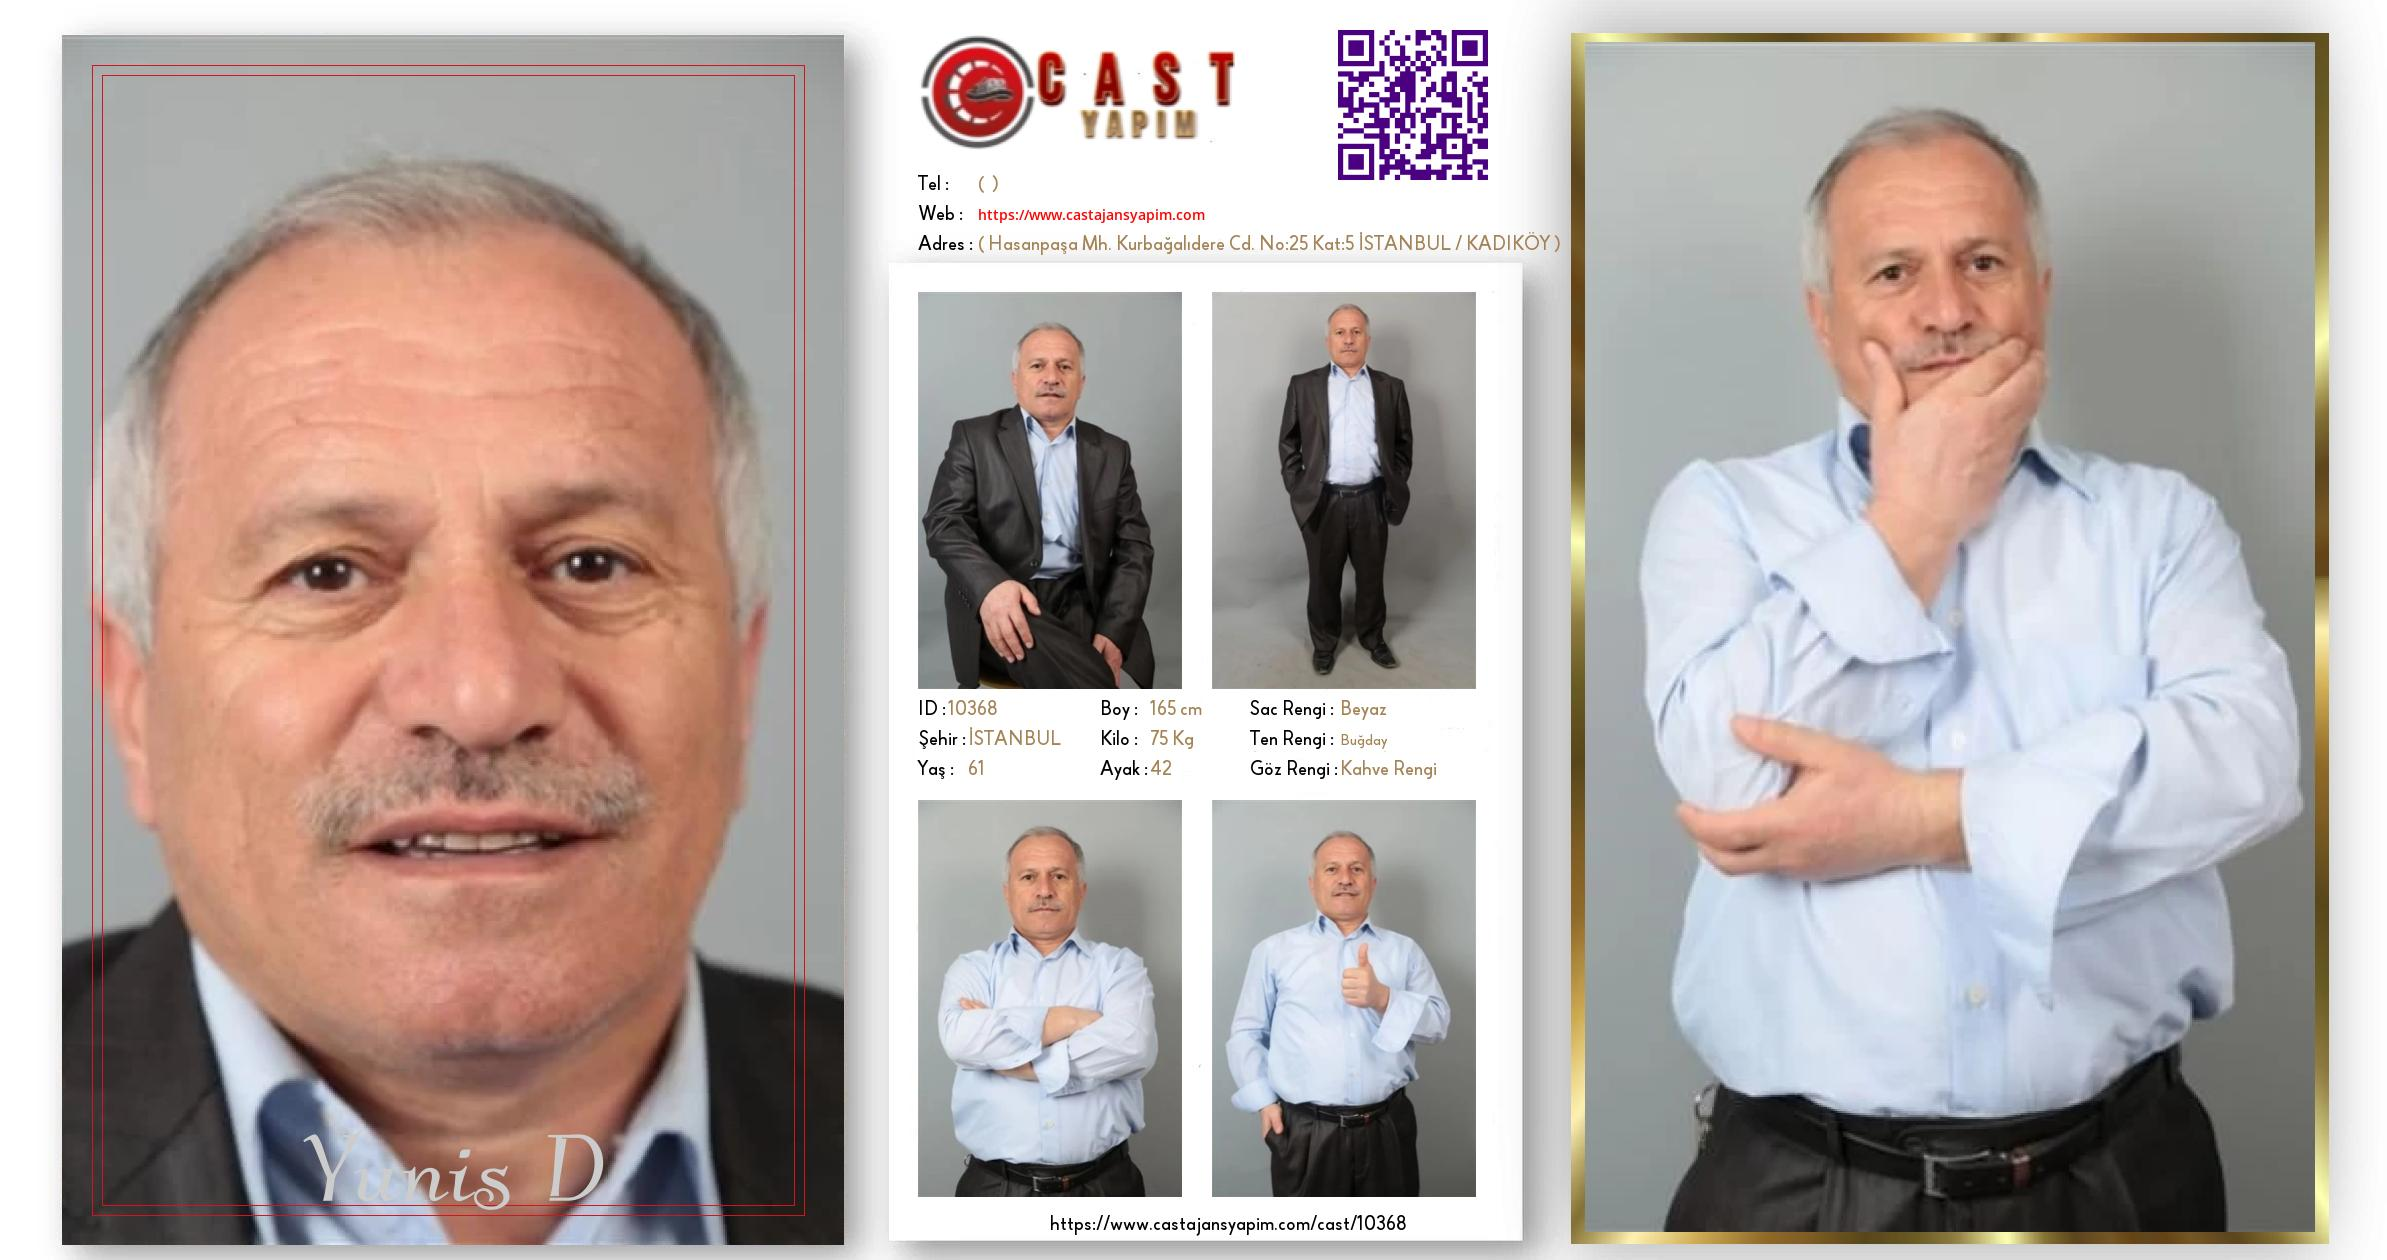 Yunis D
CAST
YAPIM
Tel : ( )
Web : https://www.castajansyapim.com
Adres : ( Hasanpaşa Mh. Kurbağalıdere Cd. No:25 Kat:5 İSTANBUL / KADIKÖY )
ID : 10368 Boy : 165 cm Sac Rengi : Beyaz
Şehir : İSTANBUL Kilo : 75 Kg Ten Rengi : Buğday
Yaş : 61 Ayak : 42 Göz Rengi : Kahve Rengi
https://www.castajansyapim.com/cast/10368